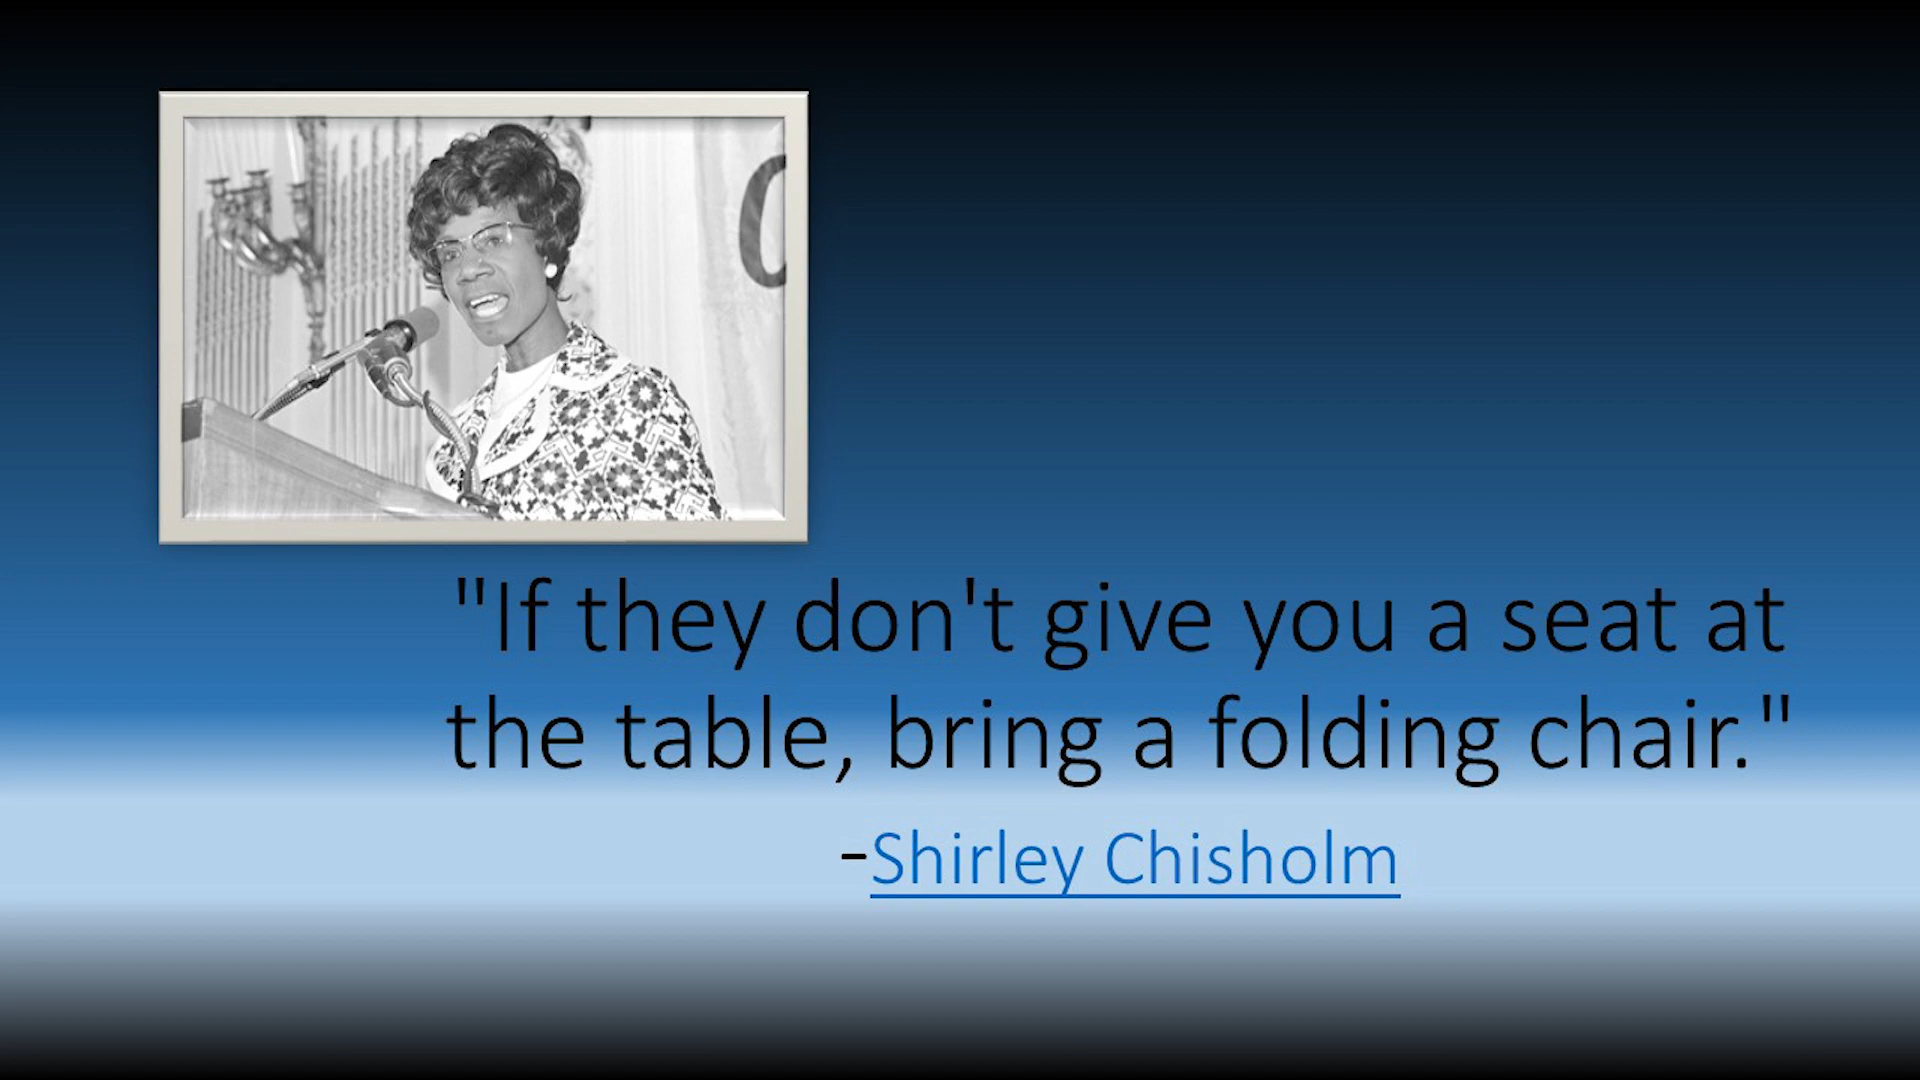 "If they don't give you a seat at
the table, bring a folding chair."
-Shirley Chisholm